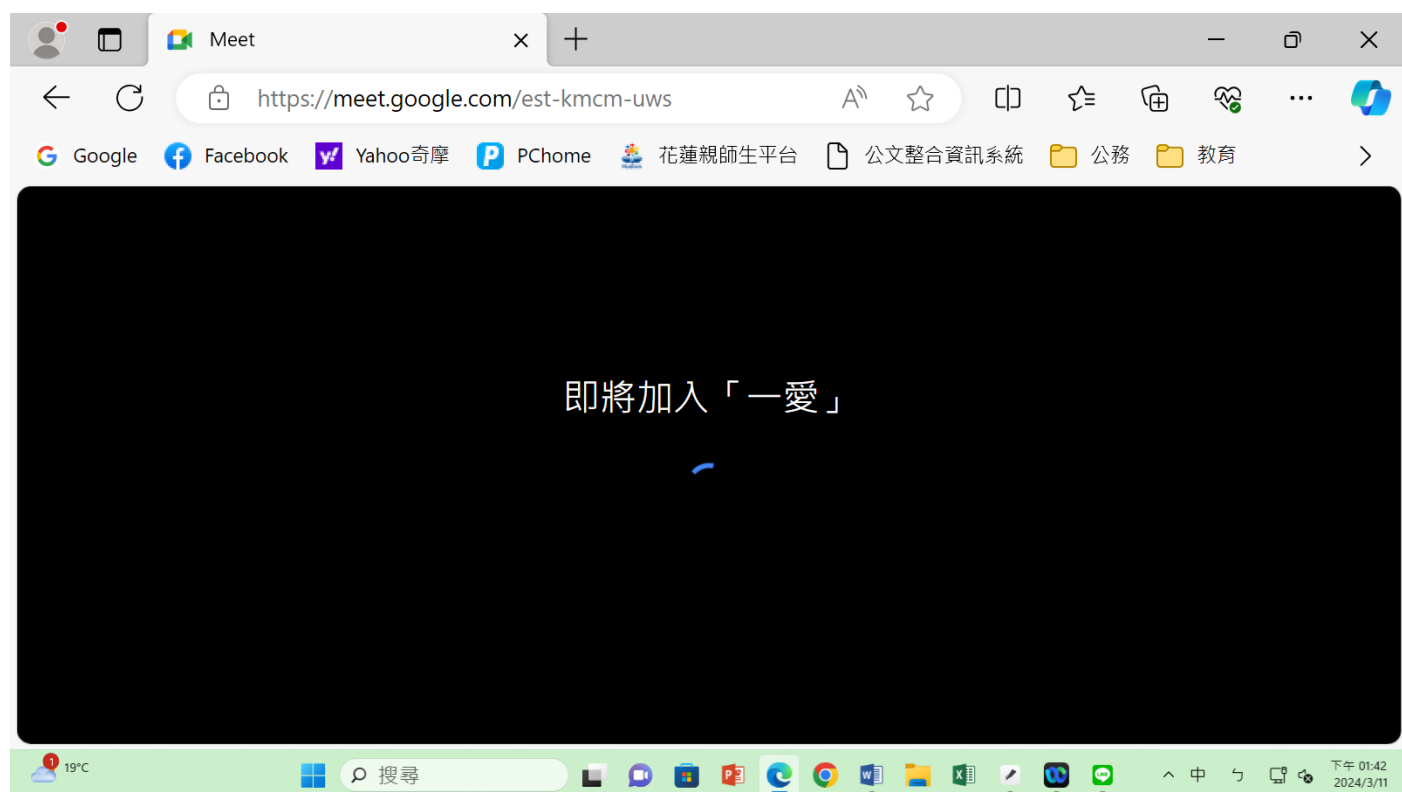 Meet
https://meet.google.com/est-kmcm-uws
Google Facebook Yahoo奇摩 PChome 花蓮親師生平台 公文整合資訊系統 公務 教育
即將加入「一愛」
1 19°C 搜尋 中 ㄅ 下午 01:42
2024/3/11